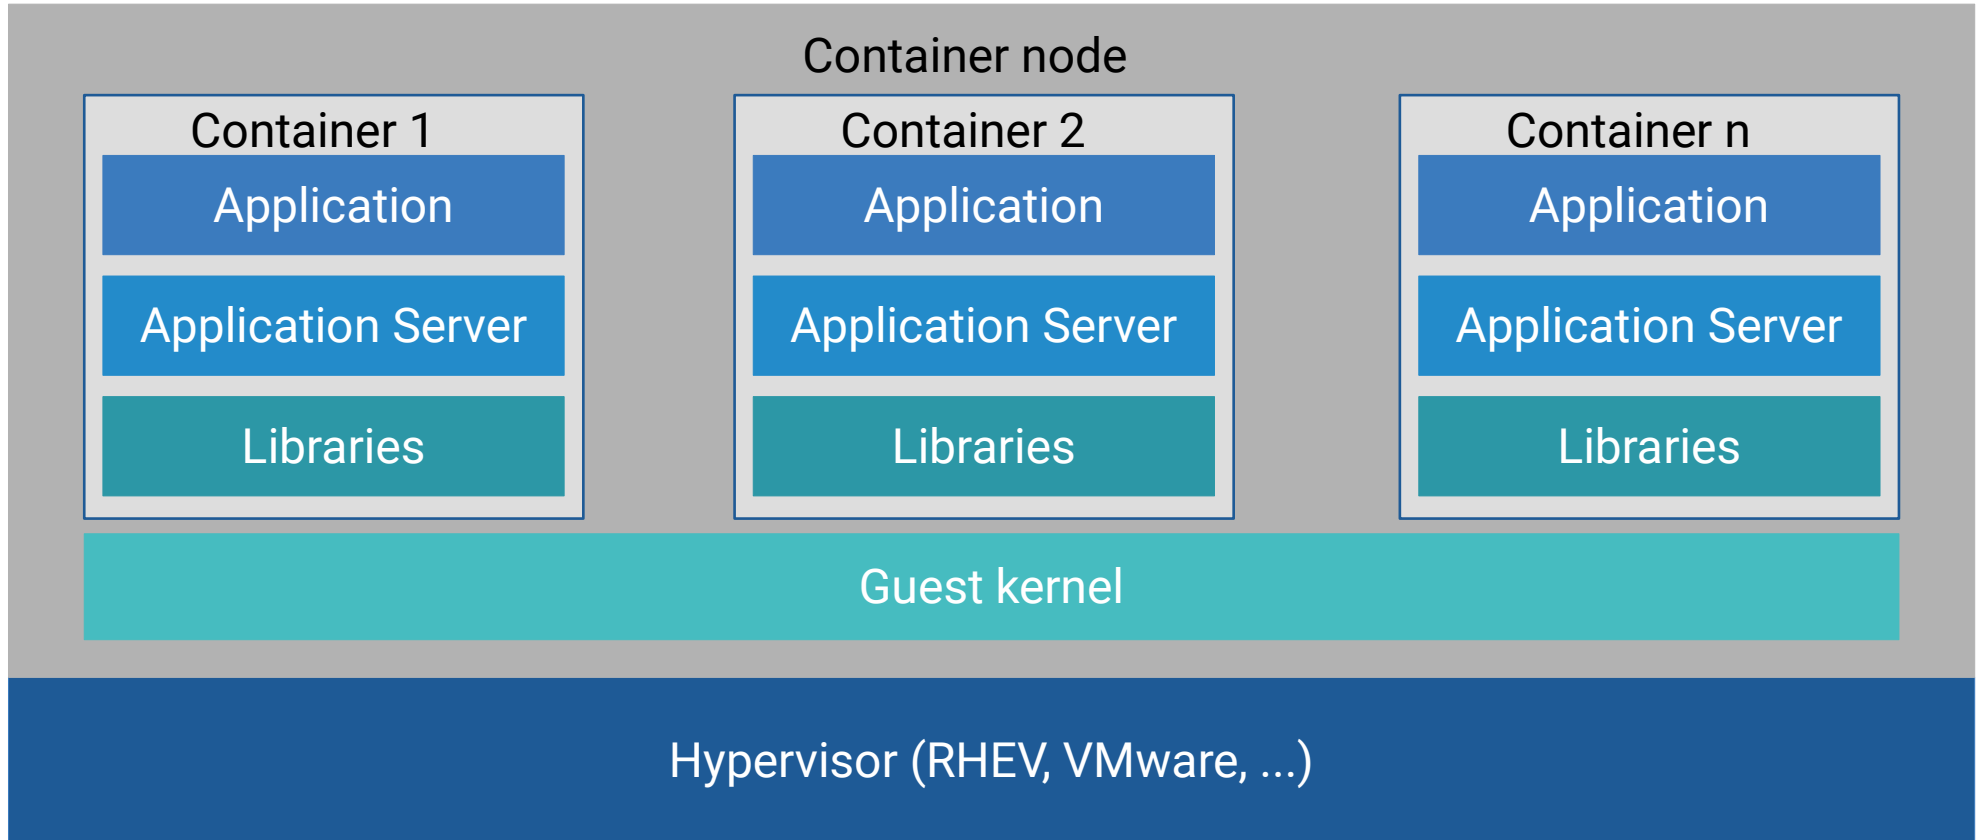 Container node
Container 1
Container 2
Container n
Application
Application
Application
Application Server
Application Server
Application Server
Libraries
Libraries
Libraries
Guest kernel
Hypervisor (RHEV, VMware, ...)